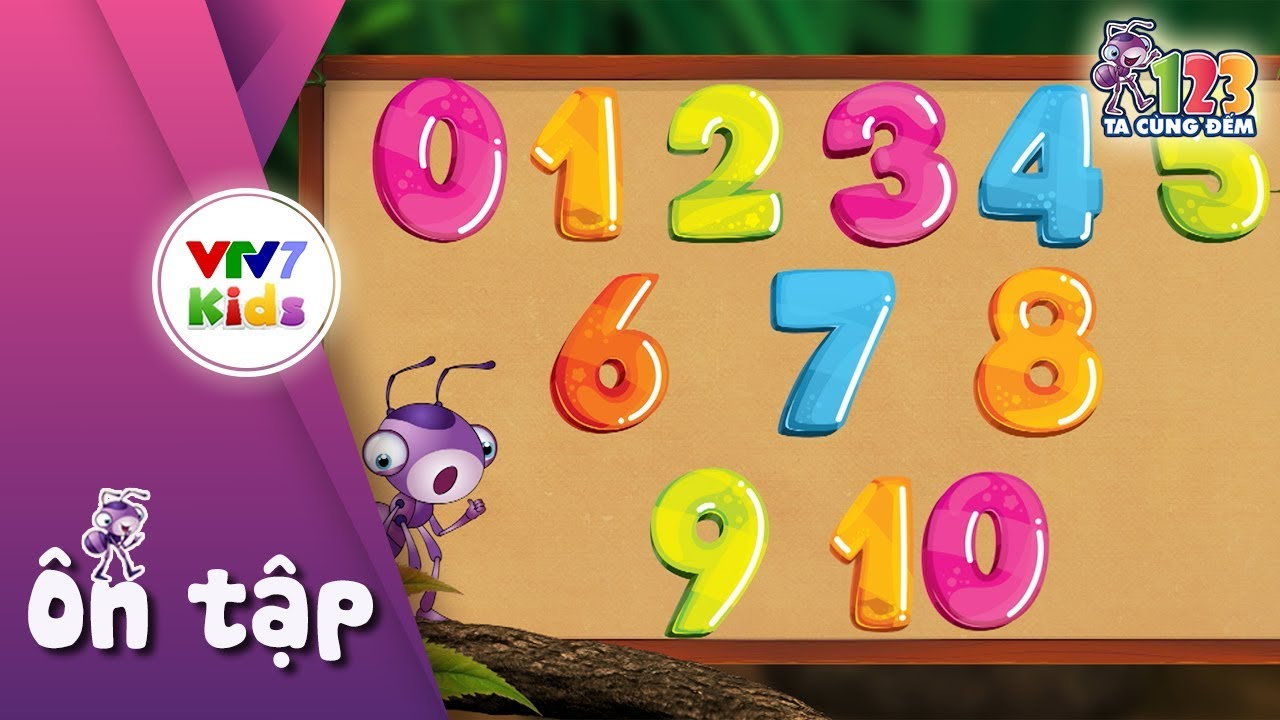 123
TA CÙNG ĐẾM
0 1 2 3 4 5
VTV7
Kids
6 7 8
9 10
Ôn tập